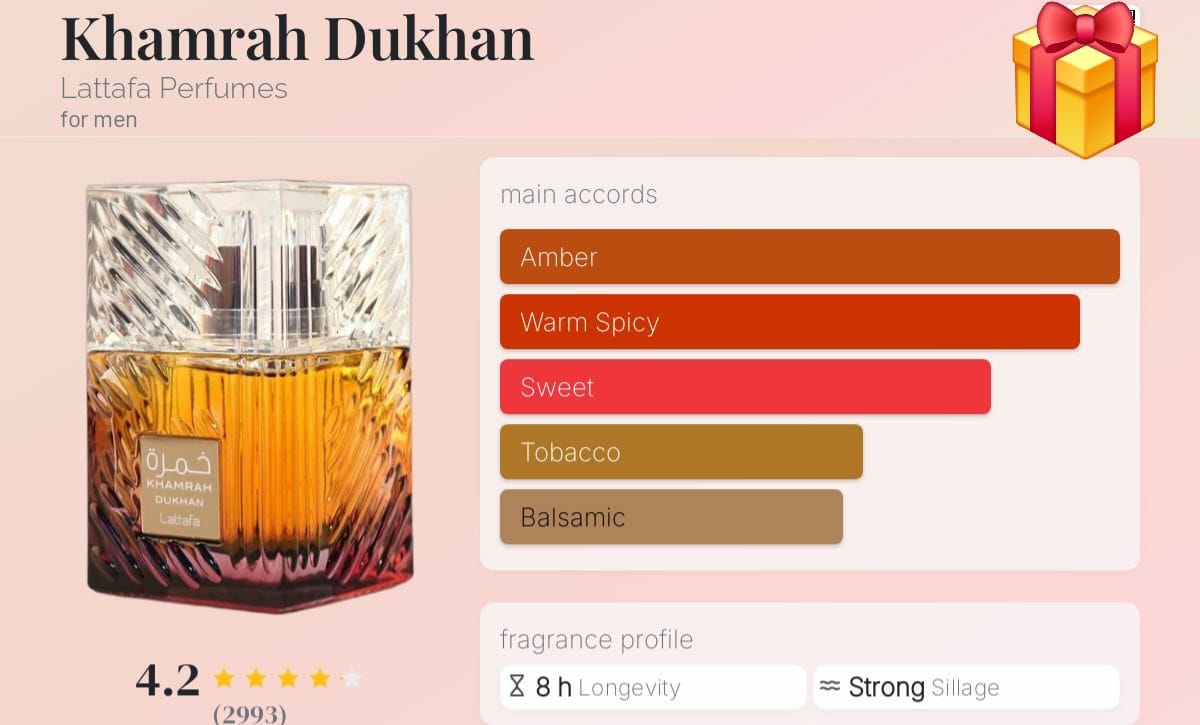 Khamrah Dukhan
Lattafa Perfumes
for men
main accords
Amber
Warm Spicy
Sweet
Tobacco
Balsamic
خمرة
KHAMRAH
DUKHAN
Lattafa
4.2
(2993)
fragrance profile
8 h Longevity
Strong Sillage